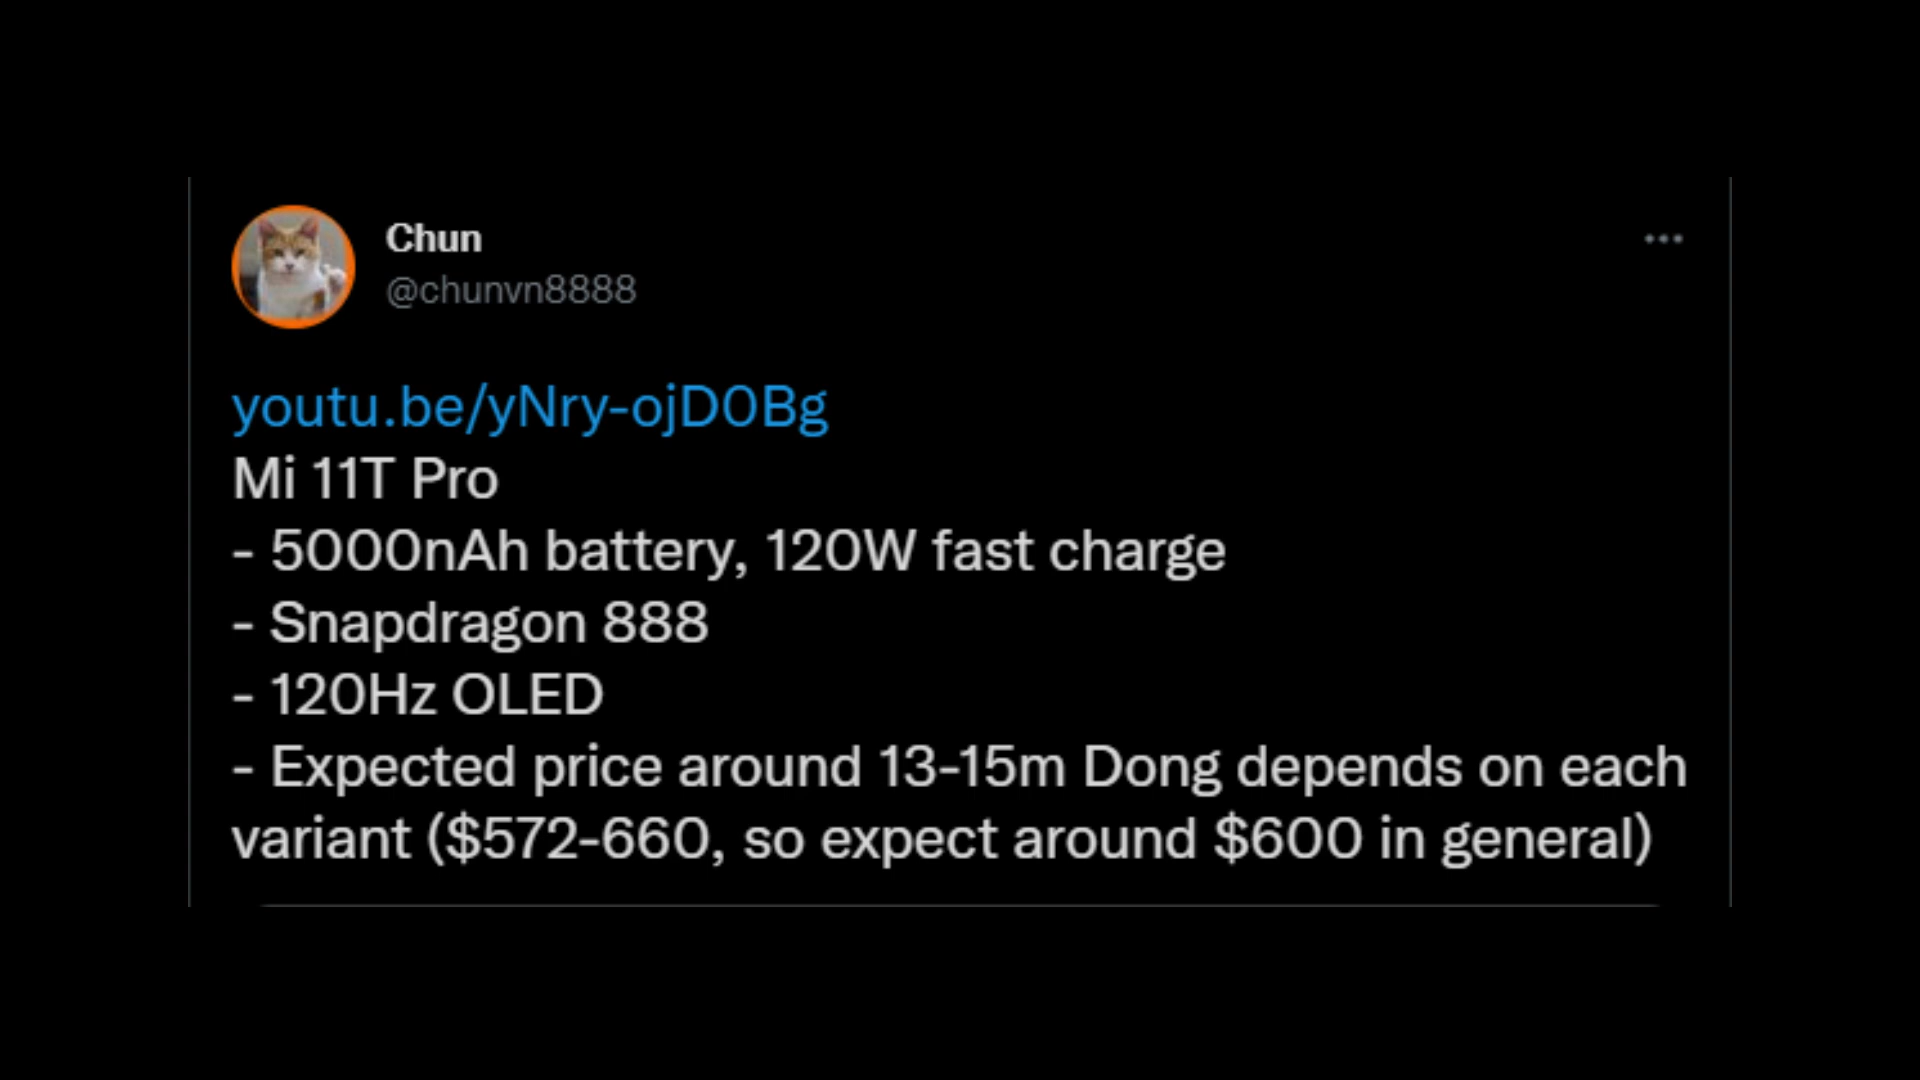 Chun
@chunvn8888
youtu.be/yNry-ojD0Bg
Mi 11T Pro
- 5000nAh battery, 120W fast charge
- Snapdragon 888
- 120Hz OLED
- Expected price around 13-15m Dong depends on each
variant ($572-660, so expect around $600 in general)